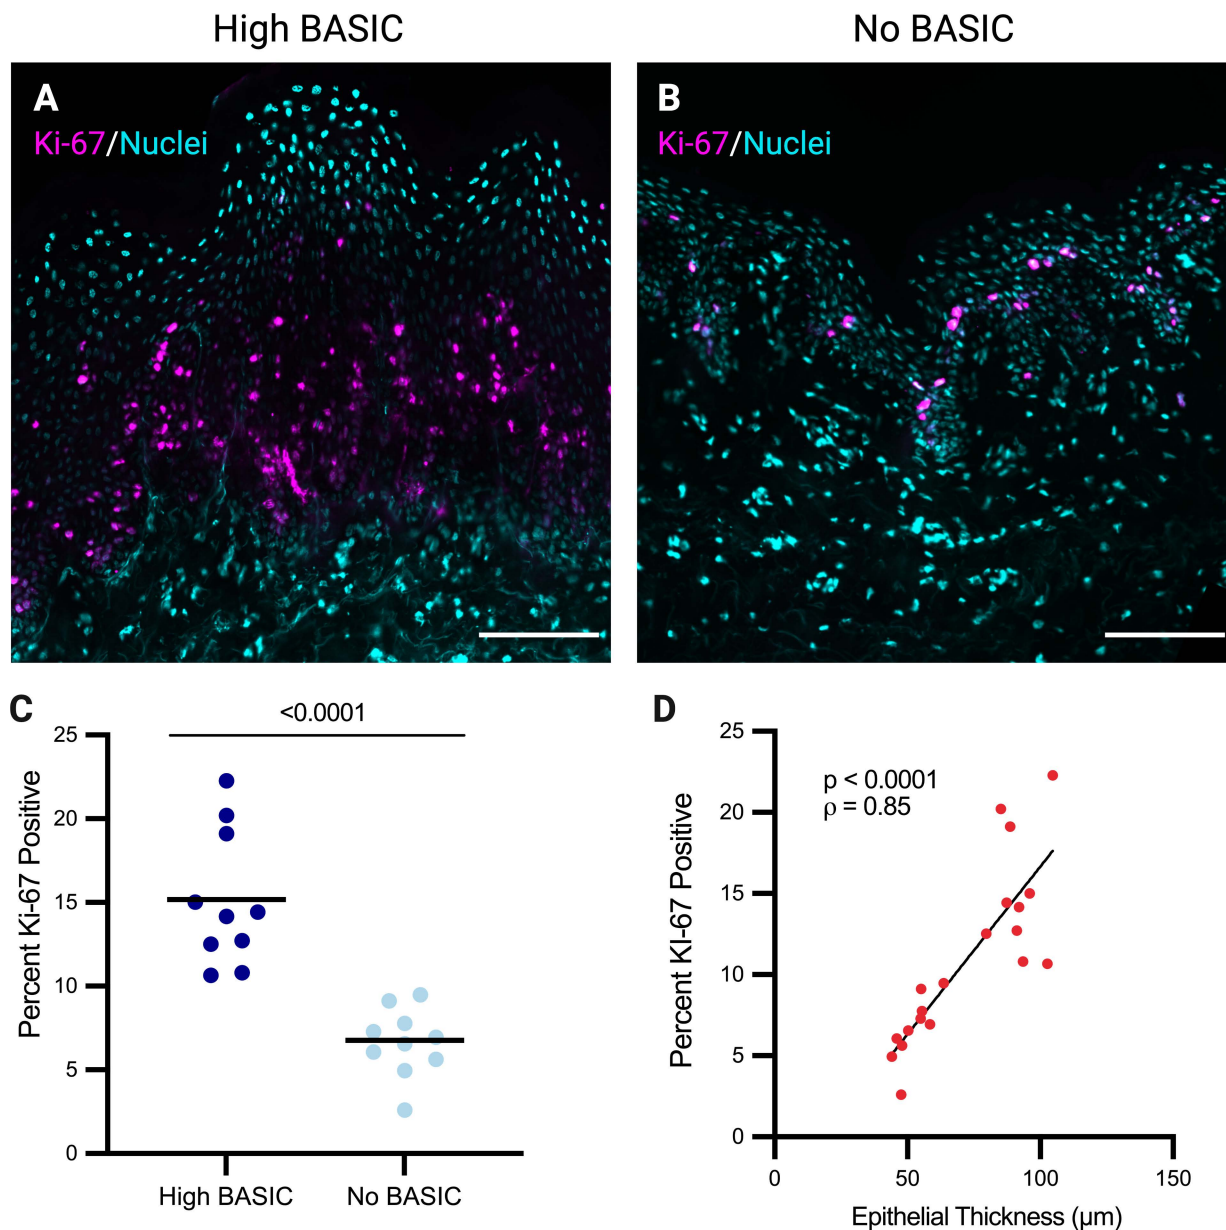 High BASIC
No BASIC
A
Ki-67/Nuclei
B
Ki-67/Nuclei
C
<0.0001
25
20
15
10
5
0
Percent Ki-67 Positive
High BASIC
No BASIC
D
25
20
15
10
5
0
Percent KI-67 Positive
p < 0.0001
ρ = 0.85
0
50
100
150
Epithelial Thickness (µm)